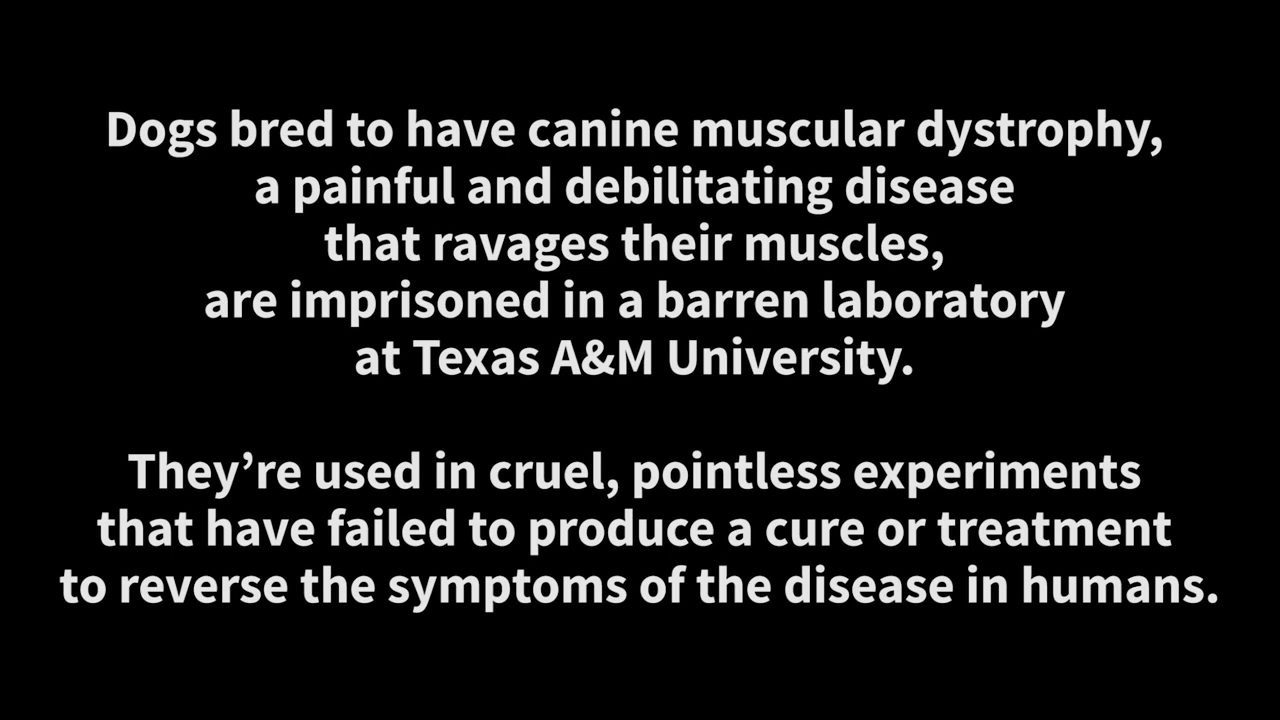 Dogs bred to have canine muscular dystrophy,
a painful and debilitating disease
that ravages their muscles,
are imprisoned in a barren laboratory
at Texas A&M University.
They’re used in cruel, pointless experiments
that have failed to produce a cure or treatment
to reverse the symptoms of the disease in humans.